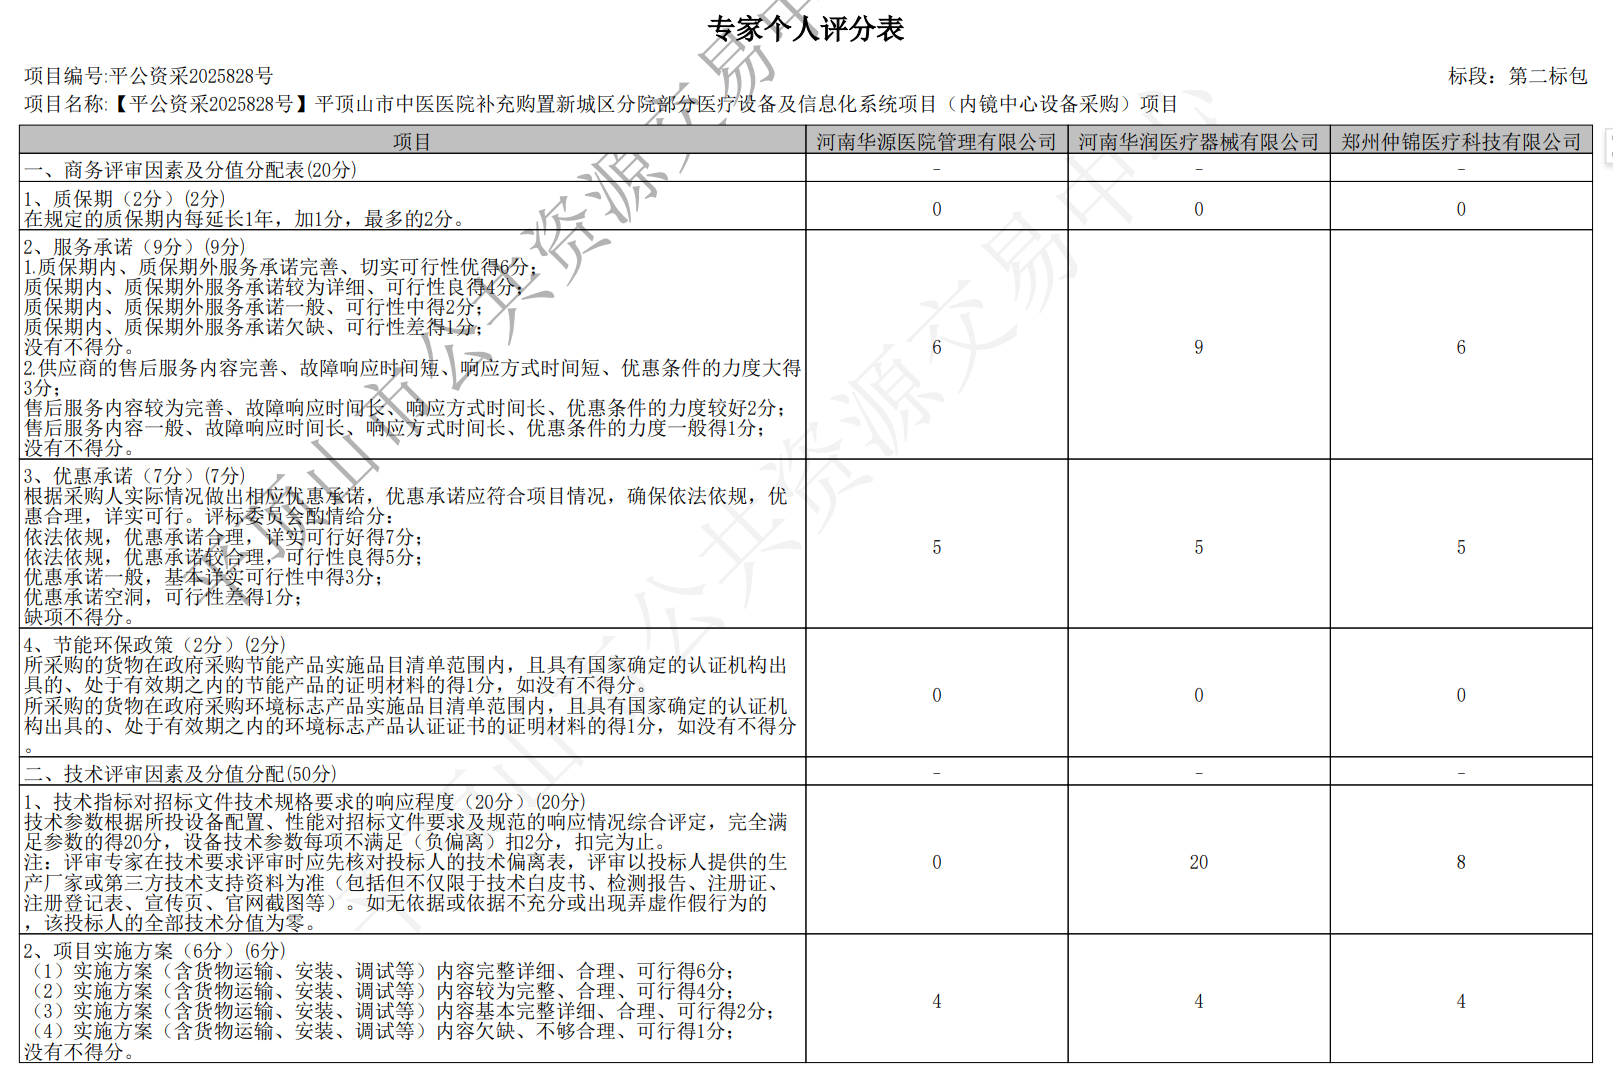 专家个人评分表
项目编号:平公资采2025828号
标段：第二标包
项目名称:【平公资采2025828号】平顶山市中医医院补充购置新城区分院部分医疗设备及信息化系统项目（内镜中心设备采购）项目
项目 河南华源医院管理有限公司 河南华润医疗器械有限公司 郑州仲锦医疗科技有限公司
一、商务评审因素及分值分配表(20分) - - -
1、质保期（2分）(2分)
在规定的质保期内每延长1年，加1分，最多的2分。
0 0 0
2、服务承诺（9分）(9分)
1.质保期内、质保期外服务承诺完善、切实可行性优得6分；
质保期内、质保期外服务承诺较为详细、可行性良得4分；
质保期内、质保期外服务承诺一般、可行性中得2分；
质保期内、质保期外服务承诺欠缺、可行性差得1分；
没有不得分。
2.供应商的售后服务内容完善、故障响应时间短、响应方式时间短、优惠条件的力度大得
3分；
售后服务内容较为完善、故障响应时间长、响应方式时间长、优惠条件的力度较好2分；
售后服务内容一般、故障响应时间长、响应方式时间长、优惠条件的力度一般得1分；
没有不得分。
6 9 6
3、优惠承诺（7分）(7分)
根据采购人实际情况做出相应优惠承诺，优惠承诺应符合项目情况，确保依法依规，优
惠合理，详实可行。评标委员会酌情给分：
依法依规，优惠承诺合理，详实可行好得7分；
依法依规，优惠承诺较合理，可行性良得5分；
优惠承诺一般，基本详实可行性中得3分；
优惠承诺空洞，可行性差得1分；
缺项不得分。
5 5 5
4、节能环保政策（2分）(2分)
所采购的货物在政府采购节能产品实施品目清单范围内，且具有国家确定的认证机构出
具的、处于有效期之内的节能产品的证明材料的得1分，如没有不得分。
所采购的货物在政府采购环境标志产品实施品目清单范围内，且具有国家确定的认证机
构出具的、处于有效期之内的环境标志产品认证证书的证明材料的得1分，如没有不得分
。
0 0 0
二、技术评审因素及分值分配(50分) - - -
1、技术指标对招标文件技术规格要求的响应程度（20分）(20分)
技术参数根据所投设备配置、性能对招标文件要求及规范的响应情况综合评定，完全满
足参数的得20分，设备技术参数每项不满足（负偏离）扣2分，扣完为止。
注：评审专家在技术要求评审时应先核对投标人的技术偏离表，评审以投标人提供的生
产厂家或第三方技术支持资料为准（包括但不仅限于技术白皮书、检测报告、注册证、
注册登记表、宣传页、官网截图等）。如无依据或依据不充分或出现弄虚作假行为的
，该投标人的全部技术分值为零。
0 20 8
2、项目实施方案（6分）(6分)
（1）实施方案（含货物运输、安装、调试等）内容完整详细、合理、可行得6分；
（2）实施方案（含货物运输、安装、调试等）内容较为完整、合理、可行得4分；
（3）实施方案（含货物运输、安装、调试等）内容基本完整详细、合理、可行得2分；
（4）实施方案（含货物运输、安装、调试等）内容欠缺、不够合理、可行得1分；
没有不得分。
4 4 4
平顶山市公共资源交易中
平顶山市公共资源交易中心